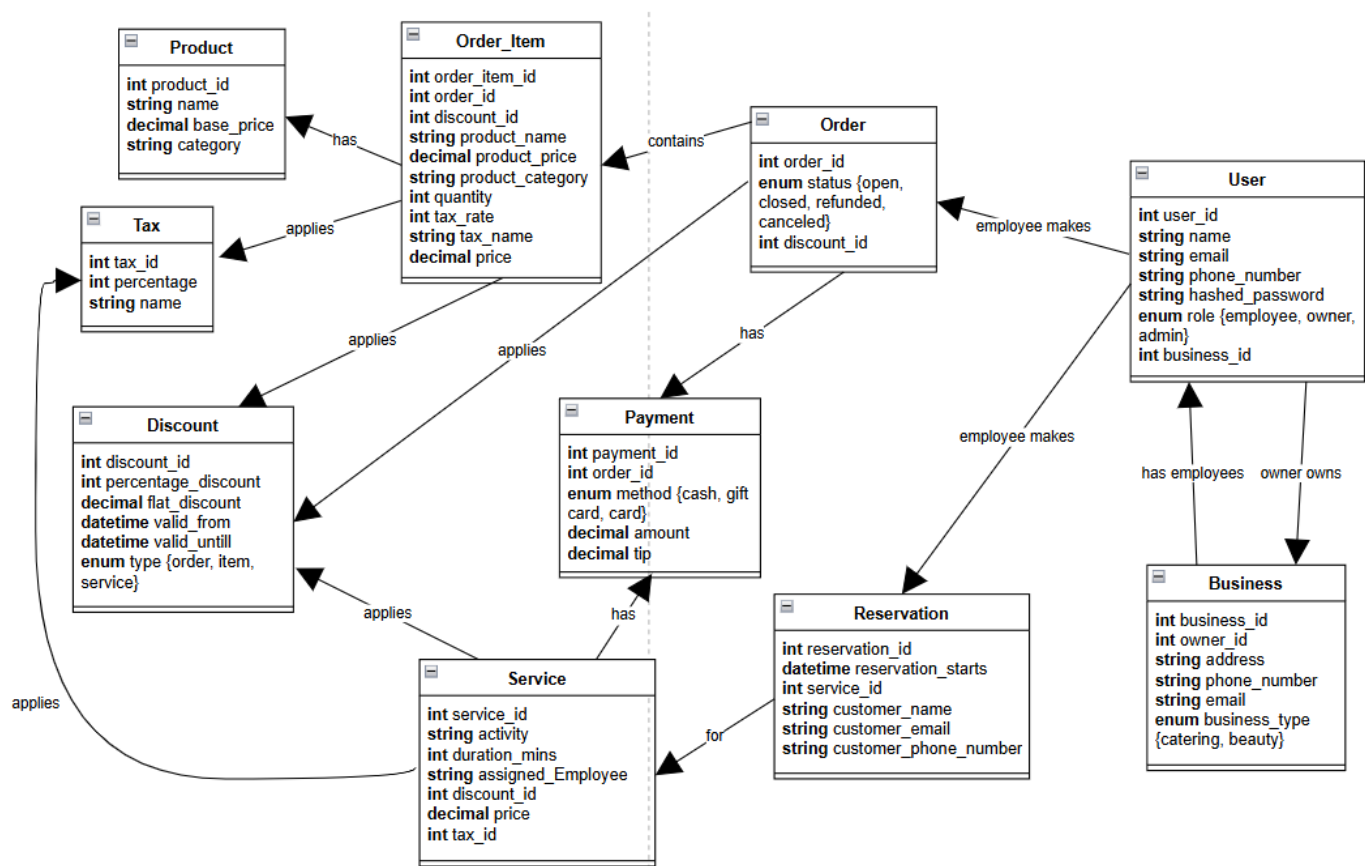 Product
int product_id
string name
decimal base_price
string category
Order_Item
int order_item_id
int order_id
int discount_id
string product_name
decimal product_price
string product_category
int quantity
int tax_rate
string tax_name
decimal price
Order
int order_id
enum status {open,
closed, refunded,
canceled}
int discount_id
User
int user_id
string name
string email
string phone_number
string hashed_password
enum role {employee, owner,
admin}
int business_id
Tax
int tax_id
int percentage
string name
has
contains
applies
employee makes
applies
applies
has
Discount
int discount_id
int percentage_discount
decimal flat_discount
datetime valid_from
datetime valid_untill
enum type {order, item,
service}
Payment
int payment_id
int order_id
enum method {cash, gift
card, card}
decimal amount
decimal tip
employee makes
has employees
owner owns
applies
has
Service
int service_id
string activity
int duration_mins
string assigned_Employee
int discount_id
decimal price
int tax_id
Reservation
int reservation_id
datetime reservation_starts
int service_id
string customer_name
string customer_email
string customer_phone_number
Business
int business_id
int owner_id
string address
string phone_number
string email
enum business_type
{catering, beauty}
applies
for